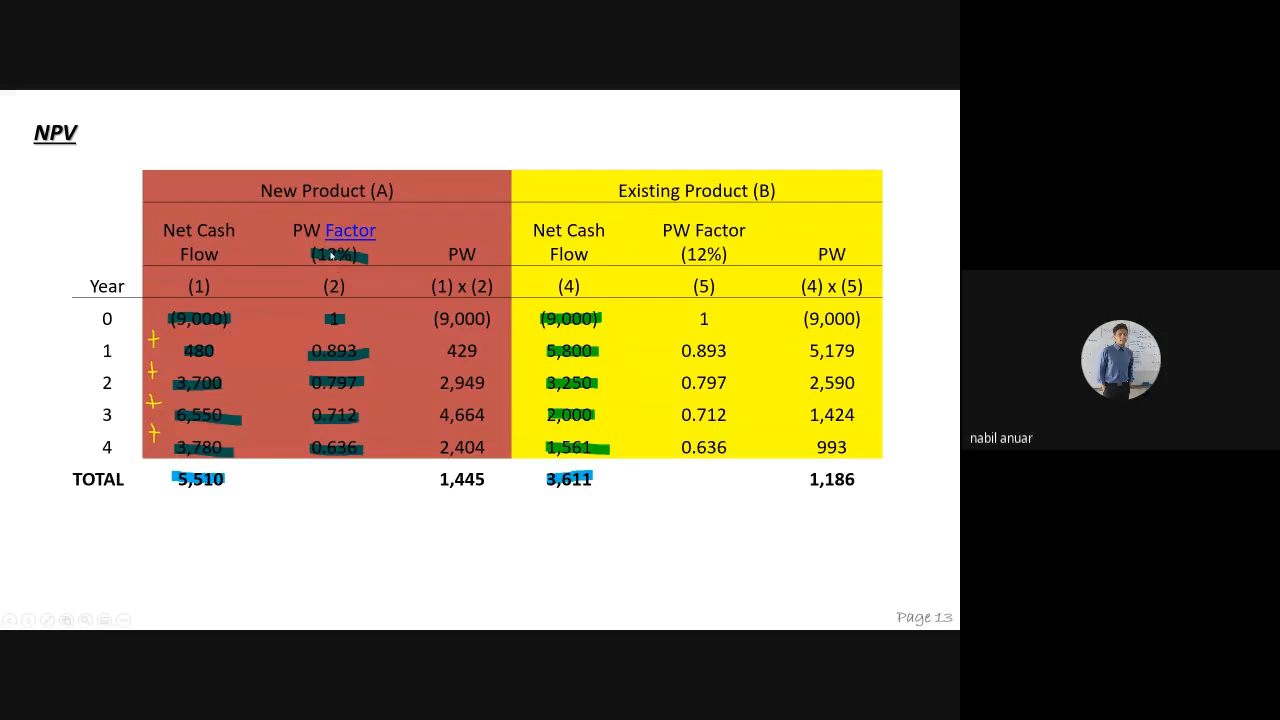 NPV
New Product (A) Existing Product (B)
Net Cash PW Factor Net Cash PW Factor
Flow (12%) PW Flow (12%) PW
Year (1) (2) (1) x (2) (4) (5) (4) x (5)
0 (9,000) 1 (9,000) (9,000) 1 (9,000)
1 480 0.893 429 5,800 0.893 5,179
2 3,700 0.797 2,949 3,250 0.797 2,590
3 6,550 0.712 4,664 2,000 0.712 1,424
4 3,780 0.636 2,404 1,561 0.636 993
TOTAL 5,510 1,445 3,611 1,186
Page 13
nabil anuar